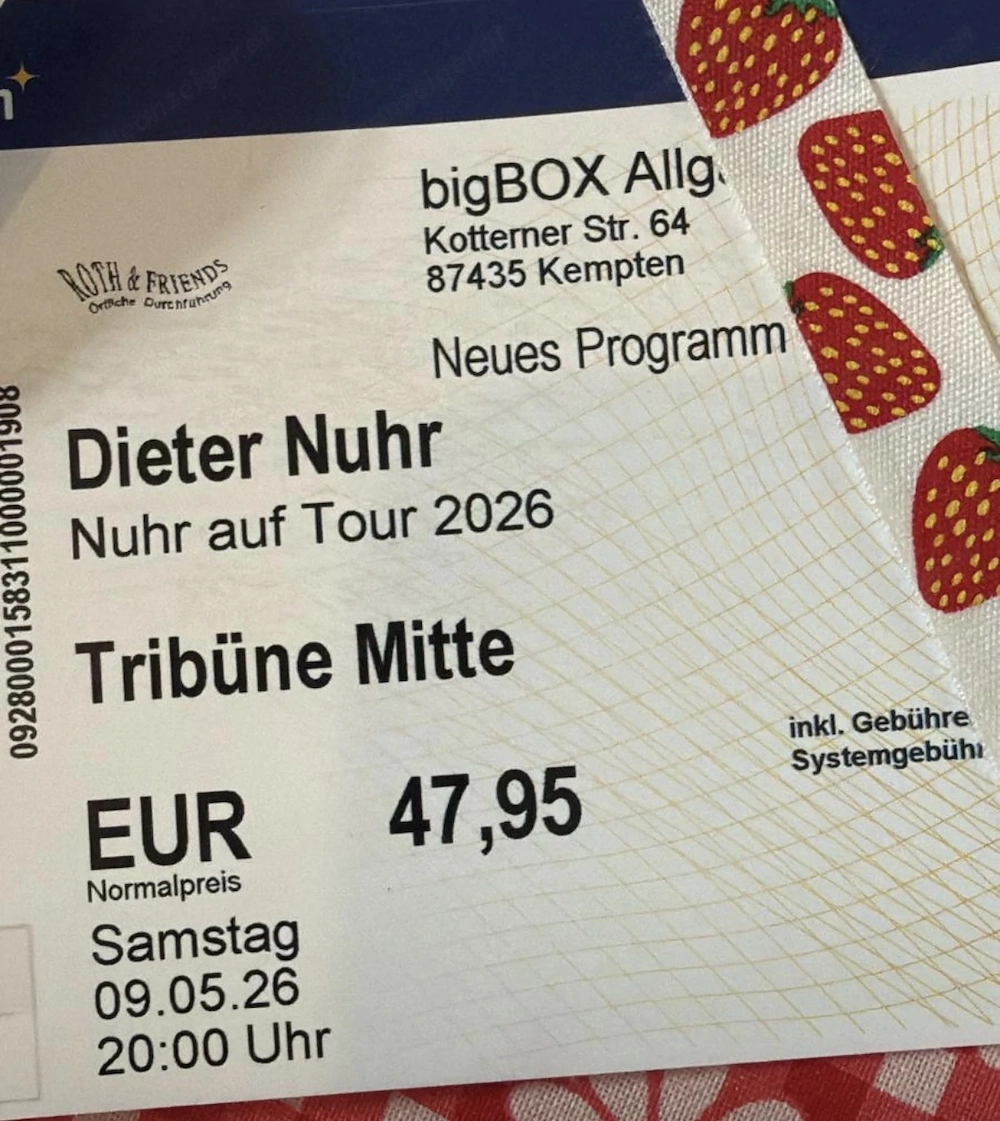 bigBOX Allg
Kotterner Str. 64
87435 Kempten
ROTH & FRIENDS
Örtliche Durchführung
Neues Programm
Dieter Nuhr
Nuhr auf Tour 2026
Tribüne Mitte
inkl. Gebühre
Systemgebüh
EUR 47,95
Normalpreis
Samstag
09.05.26
20:00 Uhr
0928000158311000001908